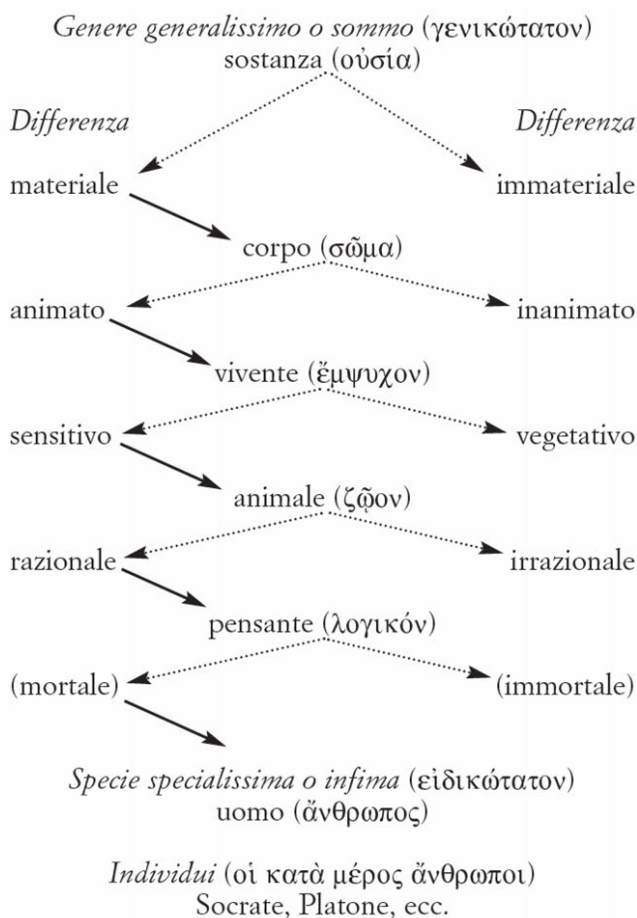 Genere generalissimo o sommo (γενικώτατον)
sostanza (οὐσία)
Differenza Differenza
materiale immateriale
corpo (σῶμα)
animato inanimato
vivente (ἔμψυχον)
sensitivo vegetativo
animale (ζῷον)
razionale irrazionale
pensante (λογικόν)
(mortale) (immortale)
Specie specialissima o infima (εἰδικώτατον)
uomo (ἄνθρωπος)
Individui (οἱ κατὰ μέρος ἄνθρωποι)
Socrate, Platone, ecc.